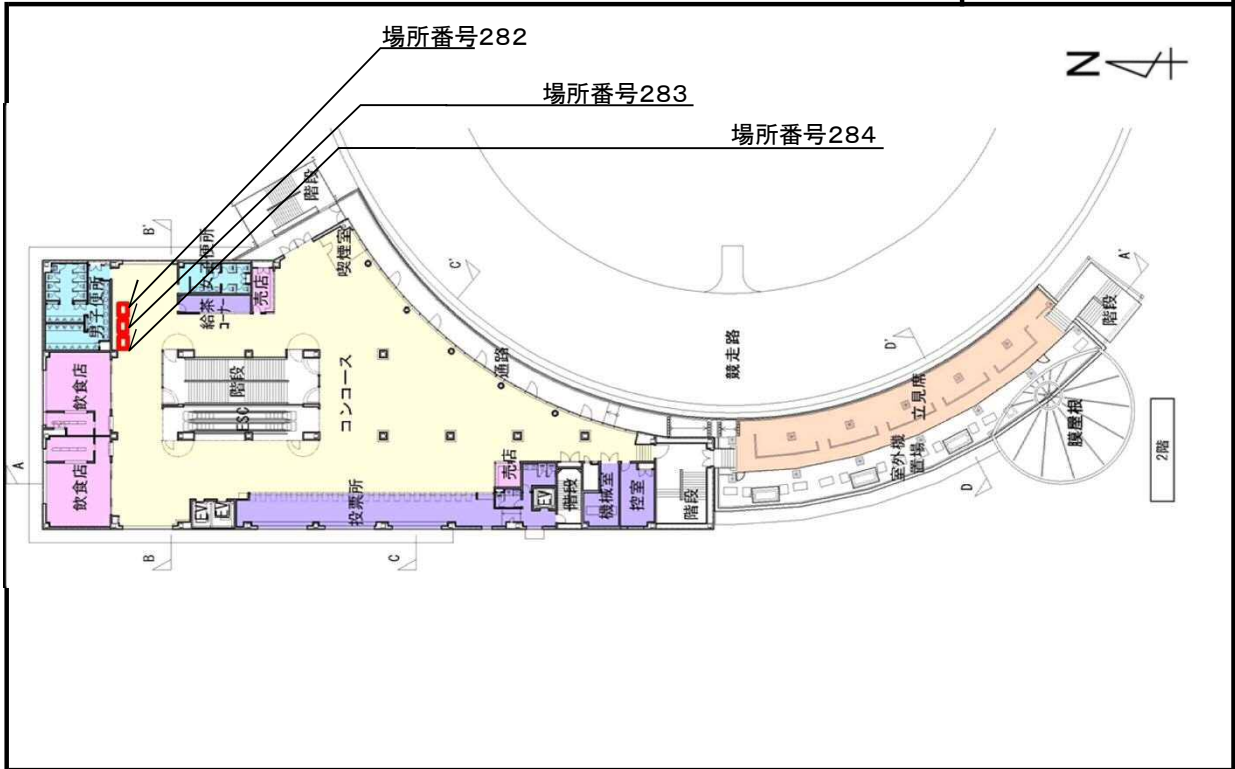 場所番号282
場所番号283
場所番号284
N
階段
B'
女子便所
喫煙室
C'
A'
男子便所
売店
給茶
コーナー
階段
D'
競走路
飲食店
階段
通路
立見席
ESC
コンコース
A
膜屋根
2階
飲食店
売店
室外機
置場
EV
EV
投票所
EV
階段
機械室
控室
階段
D
B
C